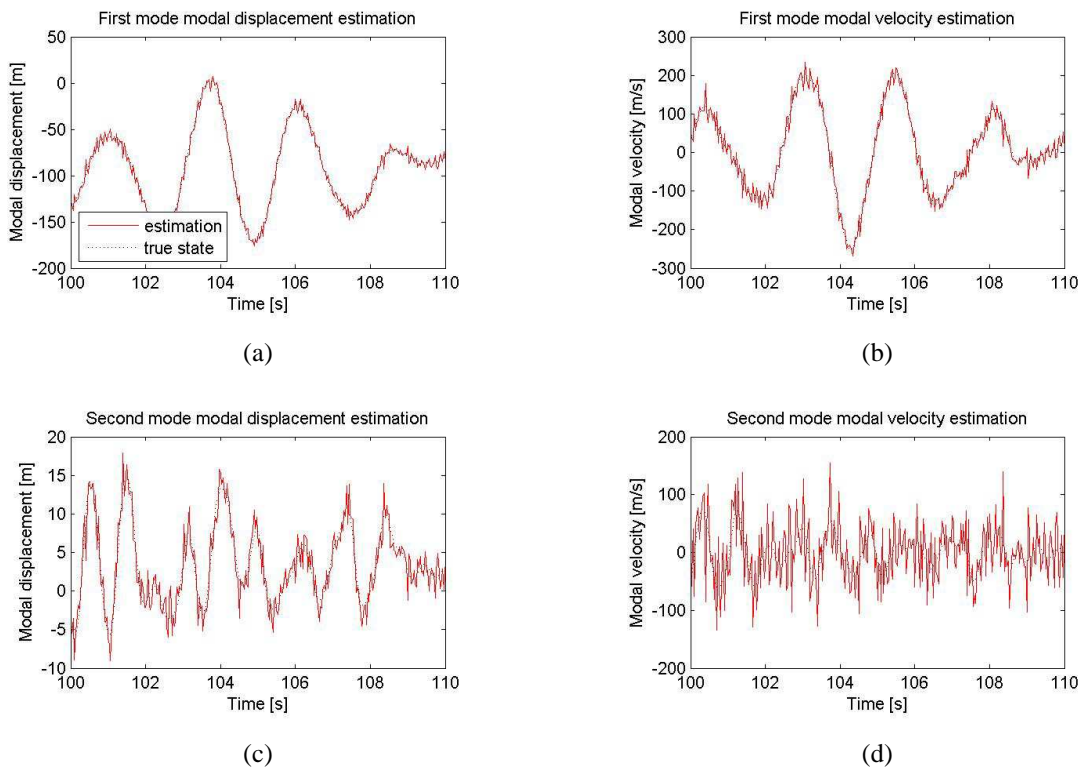 First mode modal displacement estimation
Modal displacement [m]
50
0
-50
-100
-150
-200
estimation
true state
100 102 104 106 108 110
Time [s]
(a)
First mode modal velocity estimation
Modal velocity [m/s]
300
200
100
0
-100
-200
-300
100 102 104 106 108 110
Time [s]
(b)
Second mode modal displacement estimation
Modal displacement [m]
20
15
10
5
0
-5
-10
100 102 104 106 108 110
Time [s]
(c)
Second mode modal velocity estimation
Modal velocity [m/s]
200
100
0
-100
-200
100 102 104 106 108 110
Time [s]
(d)